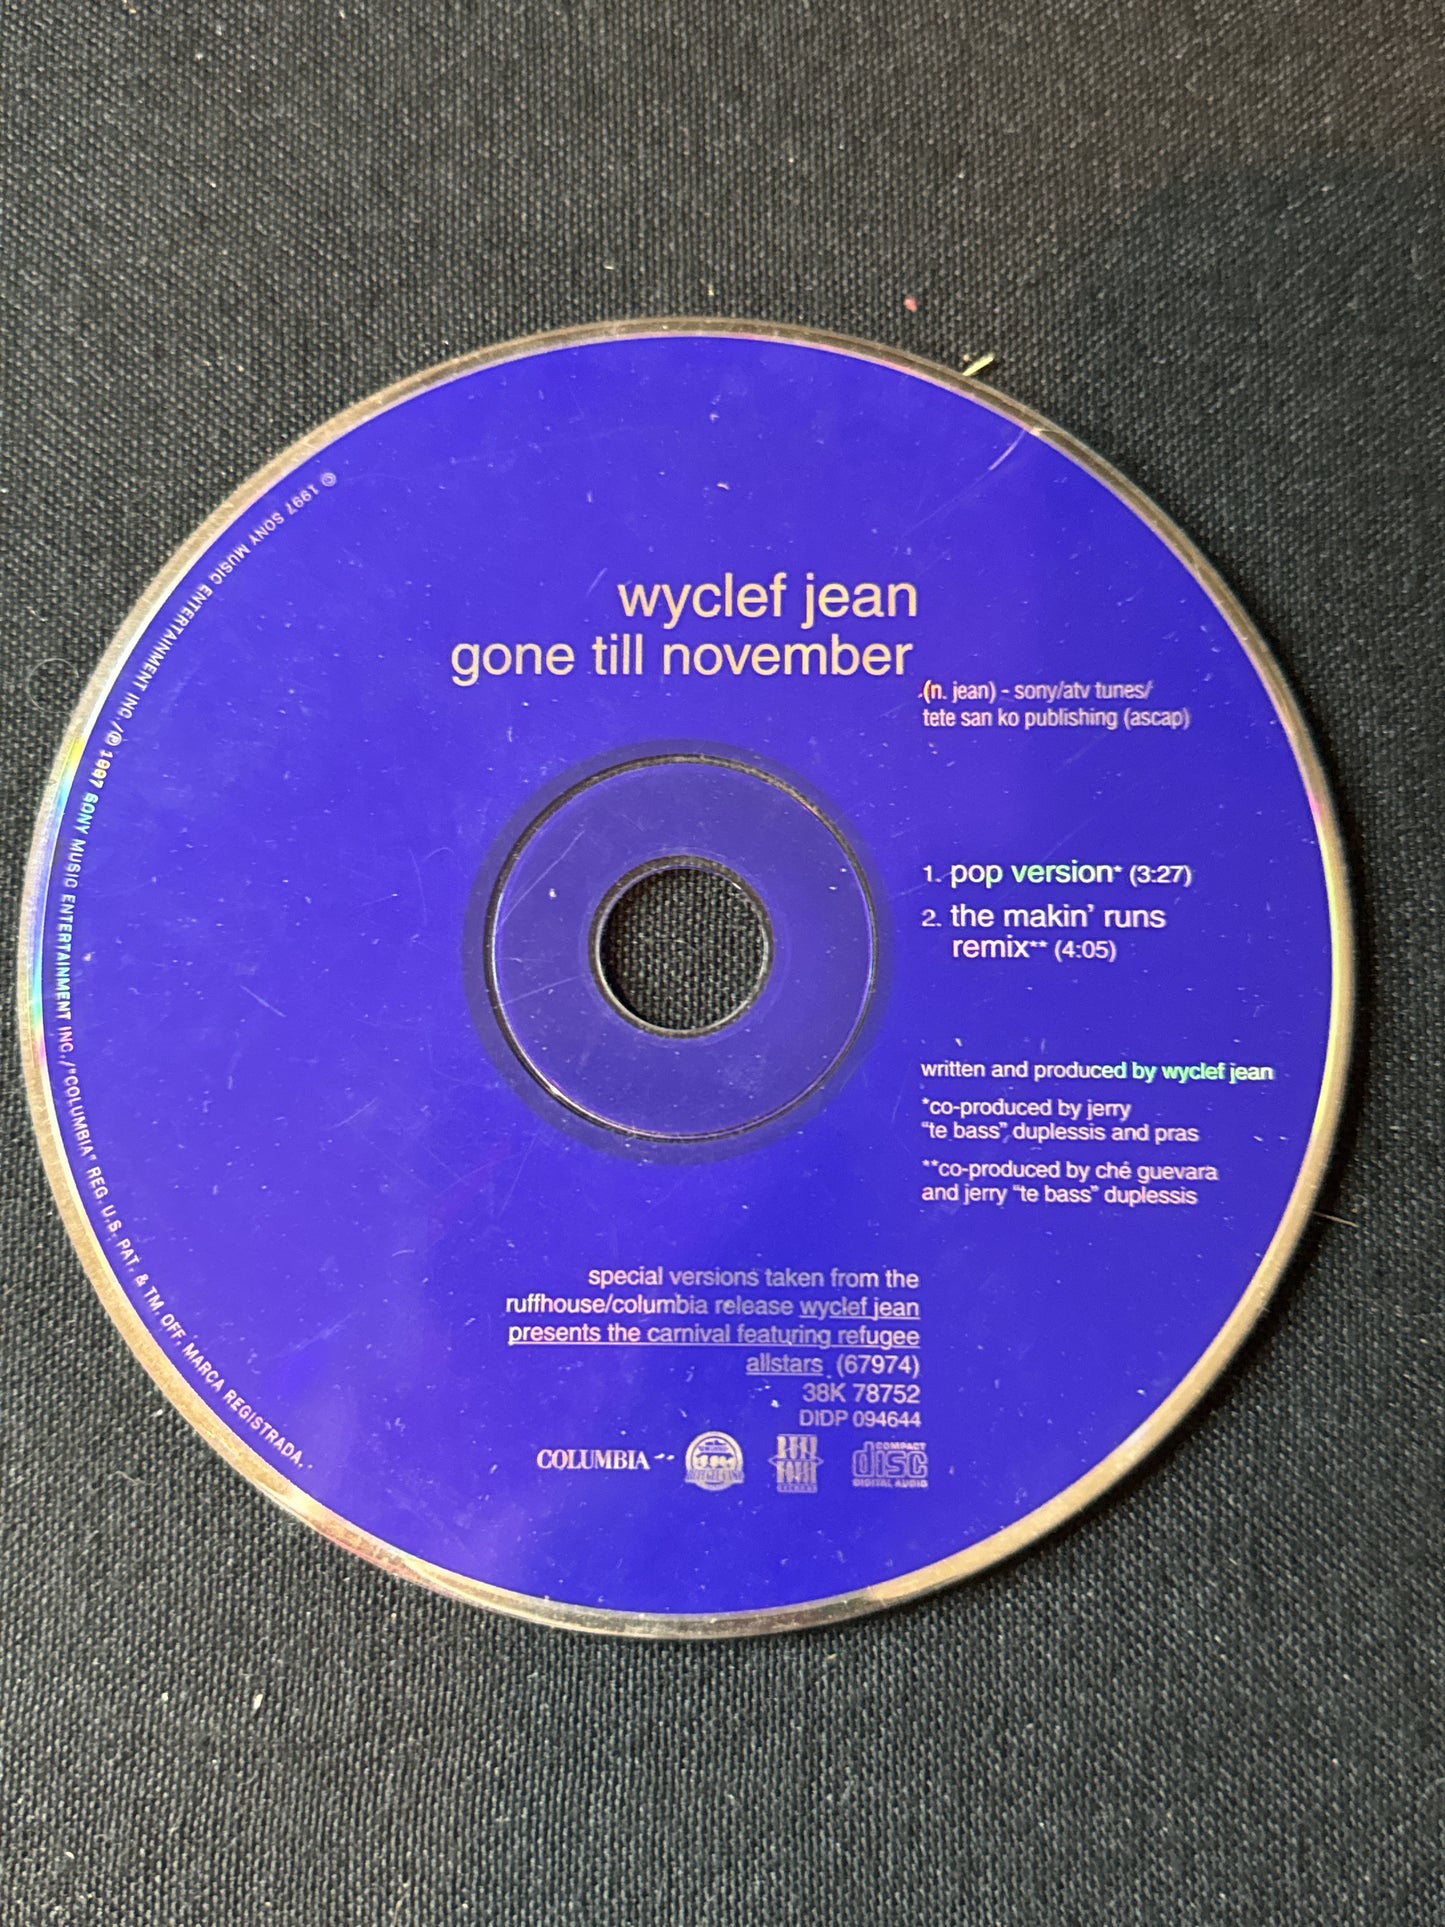 wyclef jean
gone till november
(n. jean) - sony/atv tunes/
tete san ko publishing (ascap)
1. pop version* (3:27)
2. the makin' runs
remix** (4:05)
written and produced by wyclef jean
*co-produced by jerry
"te bass" duplessis and pras
**co-produced by ché guevara
and jerry "te bass" duplessis
special versions taken from the
ruffhouse/columbia release wyclef jean
presents the carnival featuring refugee
allstars (67974)
38K 78752
DIDP 094644
COLUMBIA
RUFF
HOUSE
RECORDS
COMPACT
disc
DIGITAL AUDIO
© 1997 SONY MUSIC ENTERTAINMENT INC./℗ 1997 SONY MUSIC ENTERTAINMENT INC./"COLUMBIA" REG. U.S. PAT. & TM. OFF. MARCA REGISTRADA.